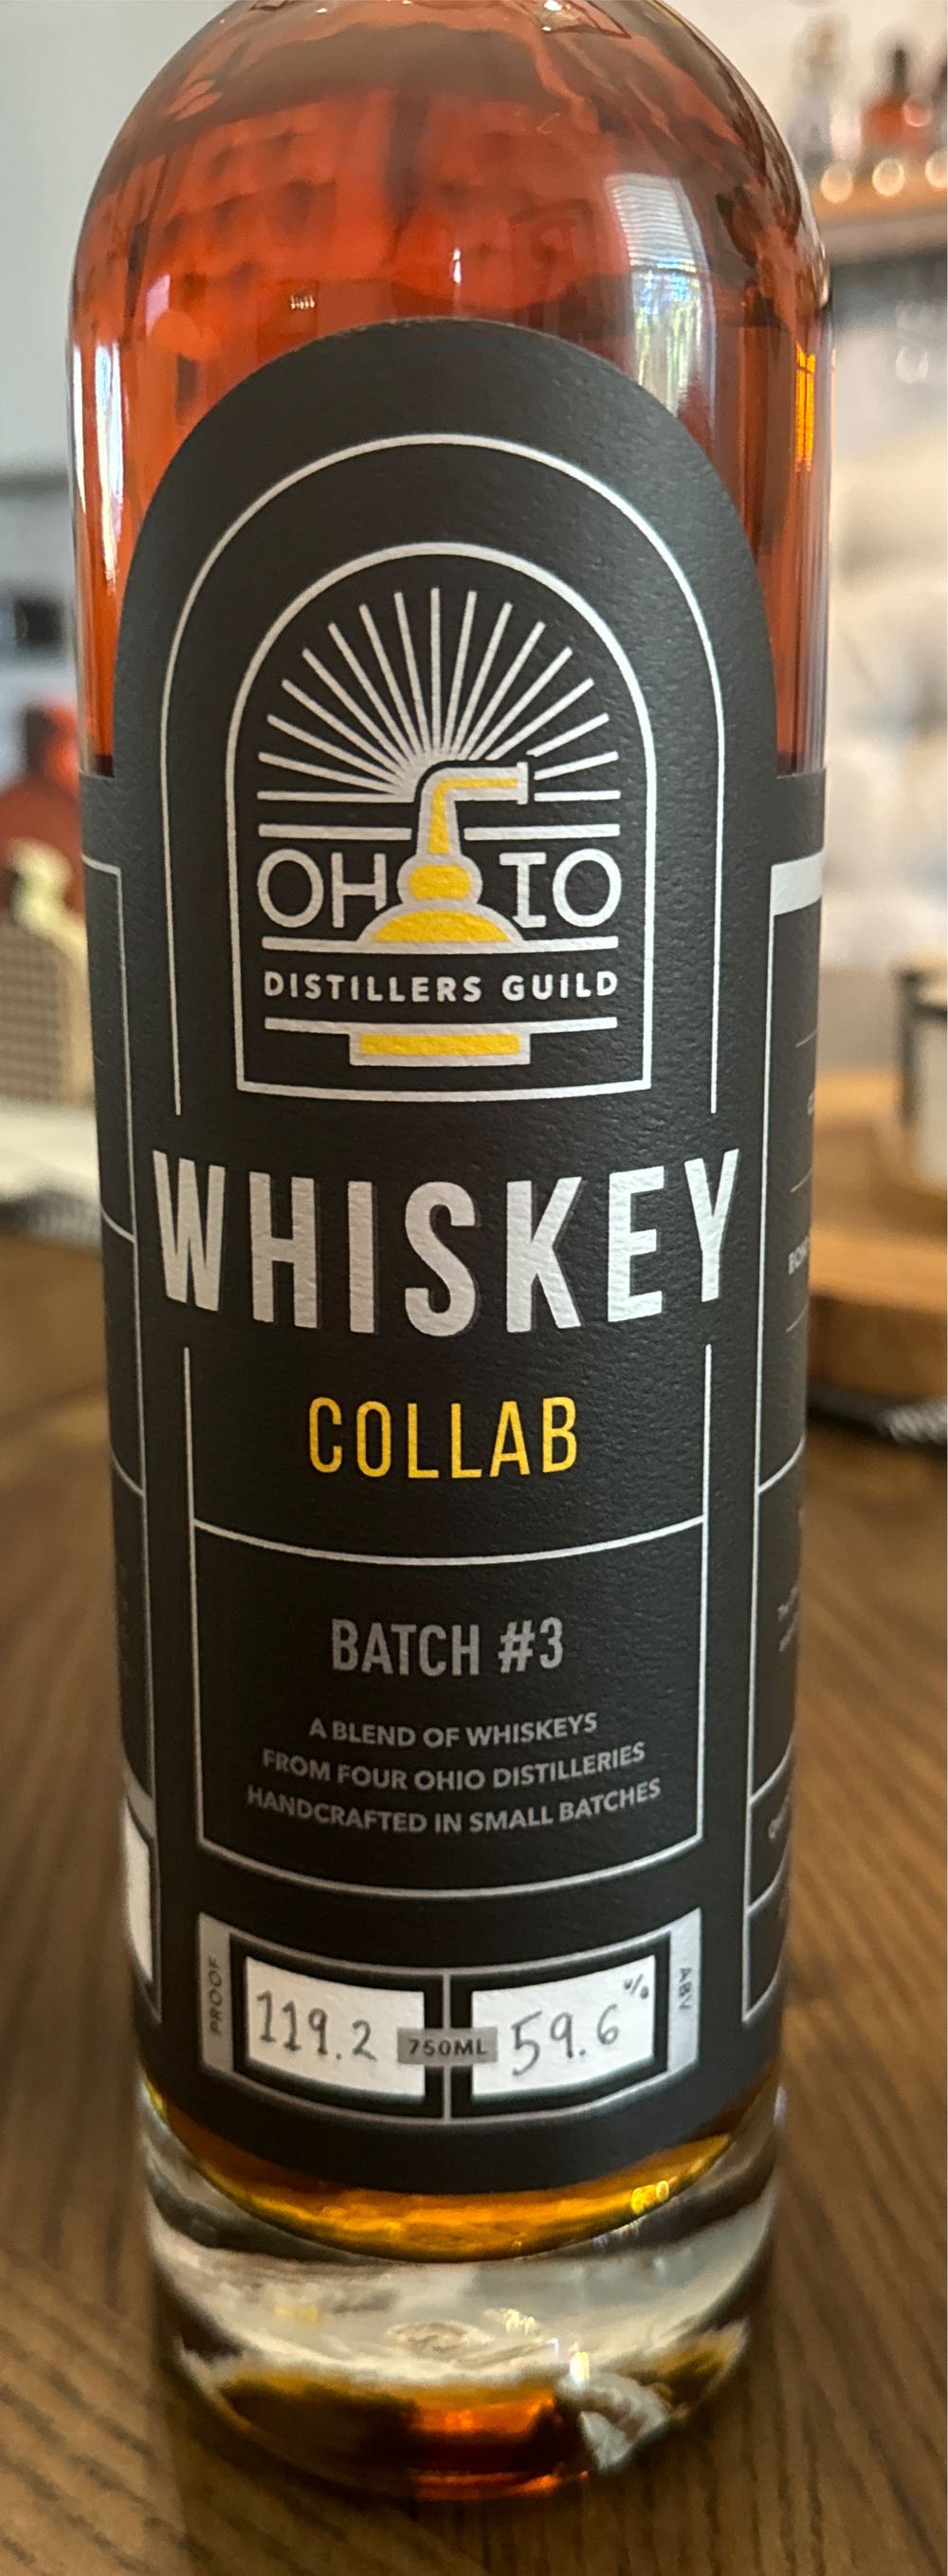 OHIO
DISTILLERS GUILD
WHISKEY
COLLAB
BATCH #3
A BLEND OF WHISKEYS
FROM FOUR OHIO DISTILLERIES
HANDCRAFTED IN SMALL BATCHES
PROOF
119.2
750ML
59.6%
ABV